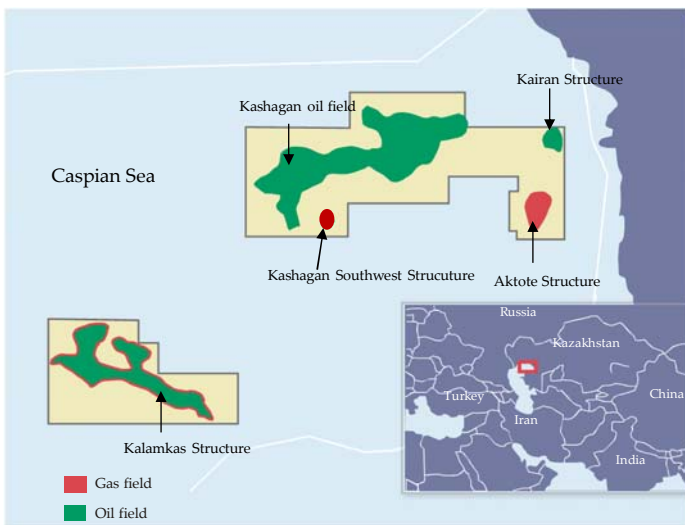 Kairan Structure
Kashagan oil field
Caspian Sea
Kashagan Southwest Strucuture
Aktote Structure
Russia
Kazakhstan
China
Turkey
Iran
India
Kalamkas Structure
Gas field
Oil field